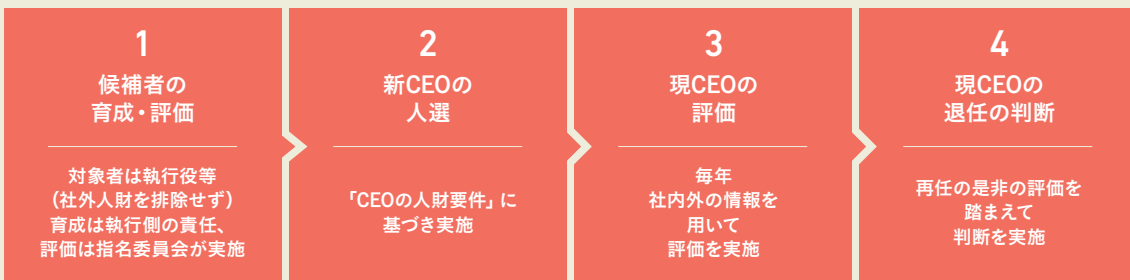 1
候補者の
育成・評価
対象者は執行役等
（社外人財を排除せず）
育成は執行側の責任、
評価は指名委員会が実施
2
新CEOの
人選
「CEOの人財要件」に
基づき実施
3
現CEOの
評価
毎年
社内外の情報を
用いて
評価を実施
4
現CEOの
退任の判断
再任の是非の評価を
踏まえて
判断を実施